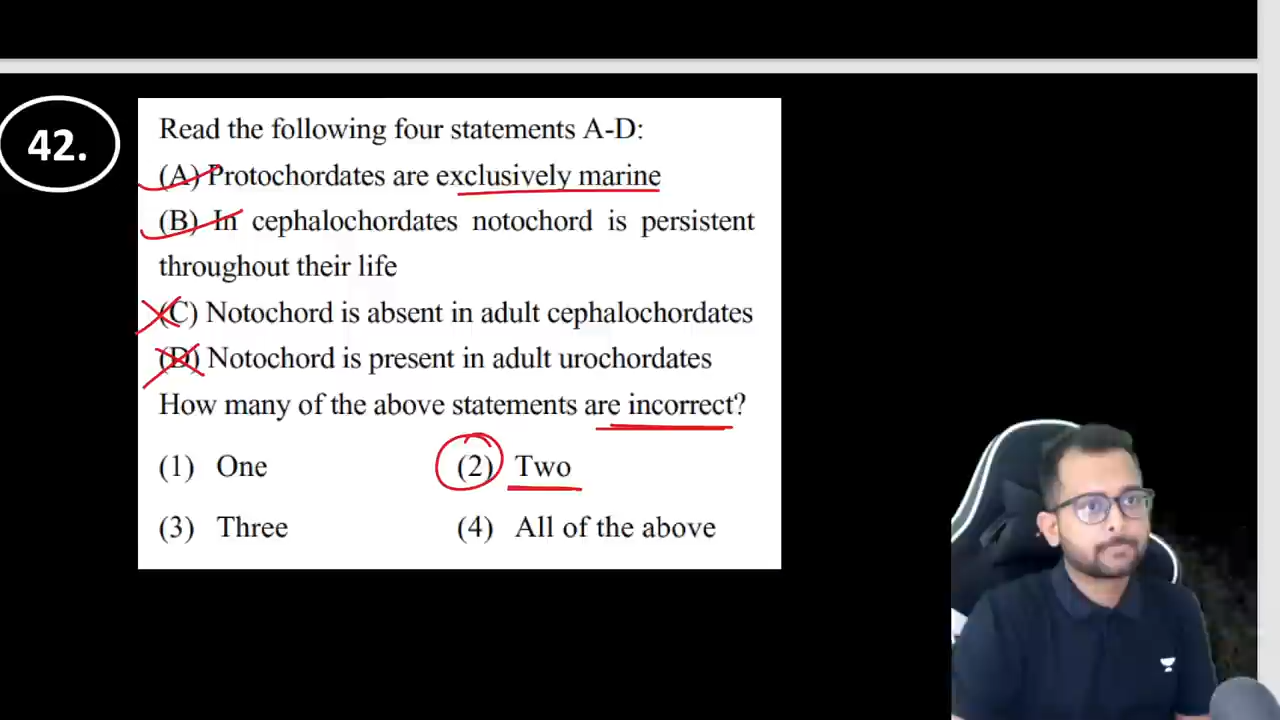 42.
Read the following four statements A-D:
(A) Protochordates are exclusively marine
(B) In cephalochordates notochord is persistent
throughout their life
(C) Notochord is absent in adult cephalochordates
(D) Notochord is present in adult urochordates
How many of the above statements are incorrect?
(1) One (2) Two
(3) Three (4) All of the above